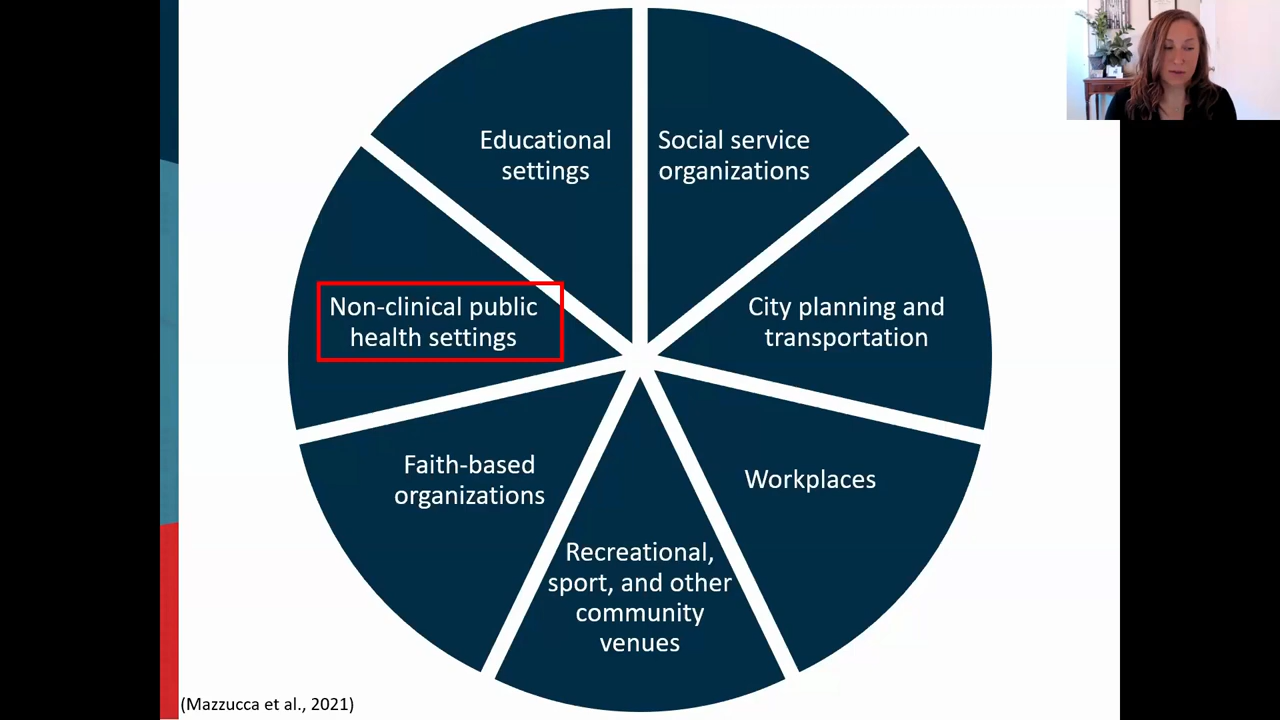 Educational
settings
Social service
organizations
Non-clinical public
health settings
City planning and
transportation
Faith-based
organizations
Workplaces
Recreational,
sport, and other
community
venues
(Mazzucca et al., 2021)